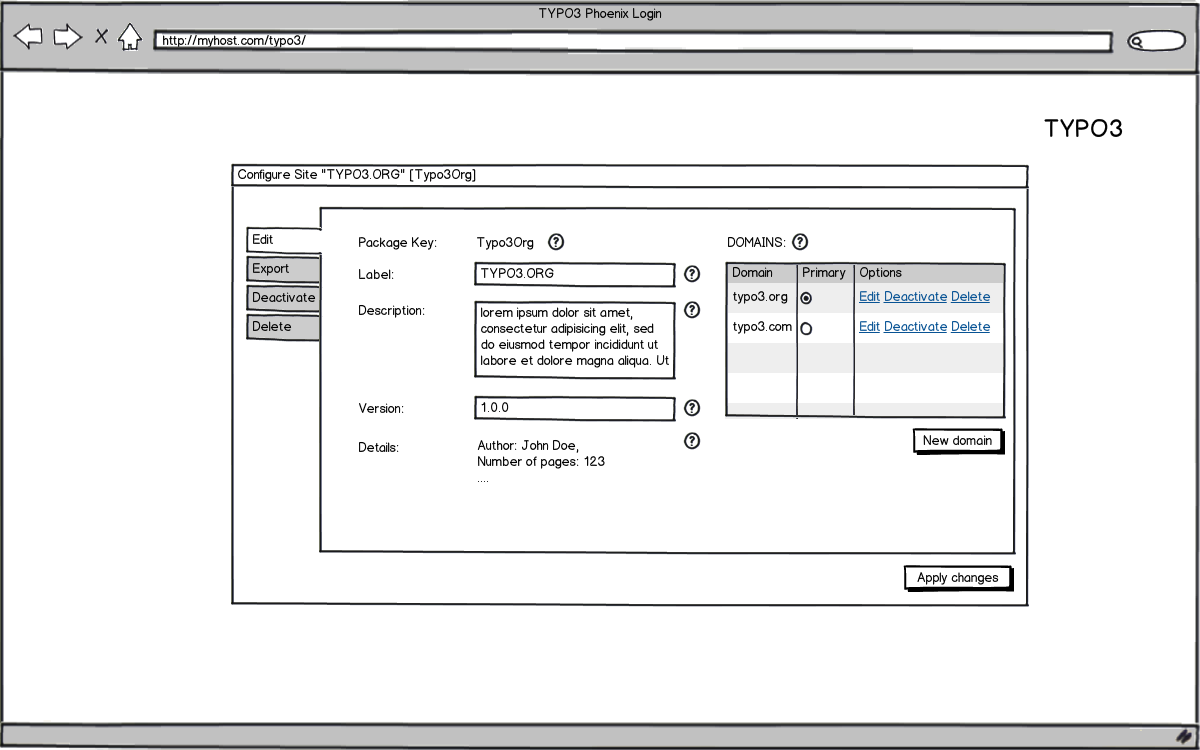 TYPO3 Phoenix Login
http://myhost.com/typo3/
TYPO3
Configure Site "TYPO3.ORG" [Typo3Org]
Edit
Export
Deactivate
Delete
Package Key: Typo3Org ?
Label: TYPO3.ORG ?
Description: lorem ipsum dolor sit amet, ?
consectetur adipisicing elit, sed
do eiusmod tempor incididunt ut
labore et dolore magna aliqua. Ut
Version: 1.0.0 ?
Details: Author: John Doe, ?
Number of pages: 123
....
DOMAINS: ?
Domain Primary Options
typo3.org Edit Deactivate Delete
typo3.com Edit Deactivate Delete
New domain
Apply changes